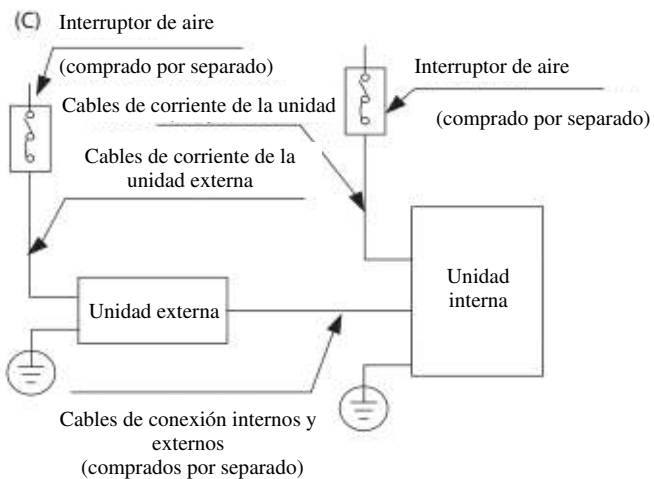 (C) Interruptor de aire
(comprado por separado)
Interruptor de aire
(comprado por separado)
Cables de corriente de la unidad
Cables de corriente de la
unidad externa
Unidad externa
Unidad
interna
Cables de conexión internos y
externos
(comprados por separado)